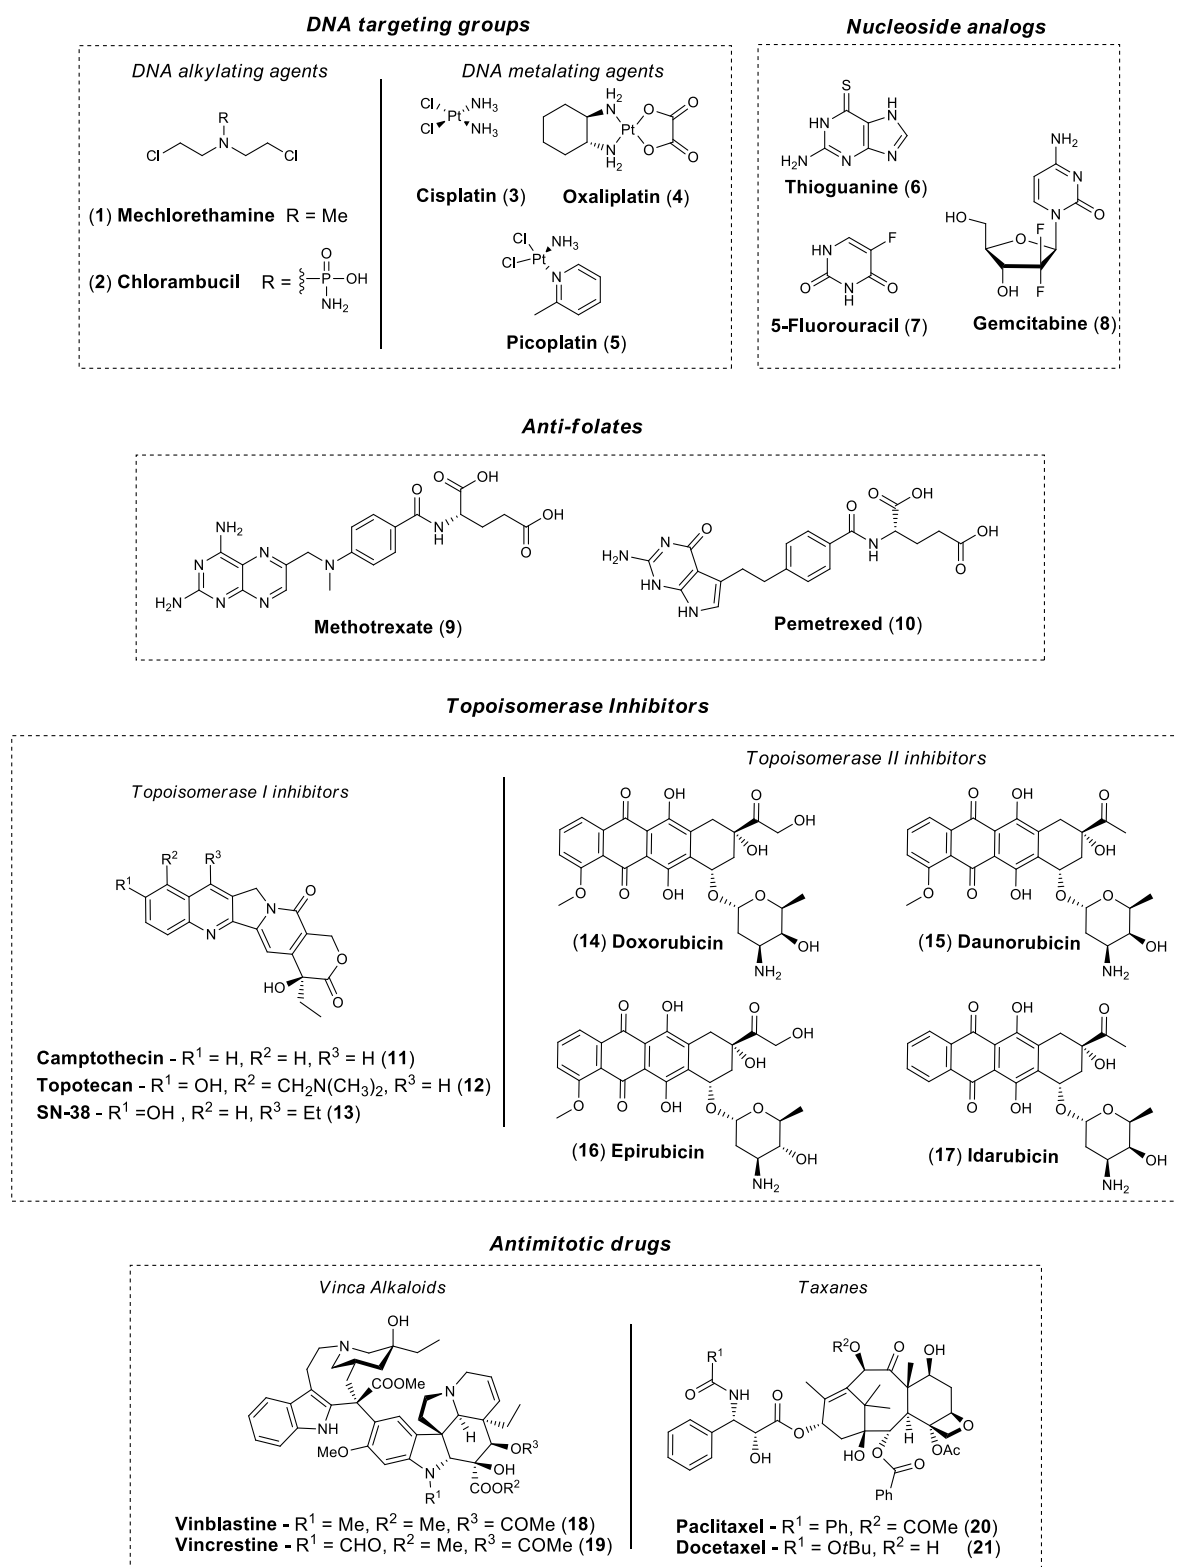 DNA targeting groups
DNA alkylating agents
R
N
Cl
Cl
(1) Mechlorethamine R = Me
(2) Chlorambucil R =
O
P
OH
NH2
DNA metalating agents
Cl
NH3
Pt
Cl
NH3
Cisplatin (3)
H2
N
O
O
Pt
N
O
O
H2
Oxaliplatin (4)
Cl
NH3
Pt
Cl
N
Picoplatin (5)
Nucleoside analogs
S
HN
H
N
H2N
N
N
Thioguanine (6)
HN
F
O
N
H
O
5-Fluorouracil (7)
NH2
N
N
O
HO
O
F
OH
F
Gemcitabine (8)
Anti-folates
NH2
N
N
H2N
N
N
N
O
N
H
O
OH
OH
O
Methotrexate (9)
O
N
H2N
HN
HN
O
N
H
O
OH
OH
O
Pemetrexed (10)
Topoisomerase Inhibitors
Topoisomerase I inhibitors
R1
R2
R3
N
N
O
O
HO
O
Camptothecin - R1 = H, R2 = H, R3 = H (11)
Topotecan - R1 = OH, R2 = CH2N(CH3)2, R3 = H (12)
SN-38 - R1 =OH , R2 = H, R3 = Et (13)
Topoisomerase II inhibitors
O
OH
O
OH
OH
O
O
OH
O
O
OH
NH2
(14) Doxorubicin
O
OH
O
OH
O
O
OH
O
O
OH
NH2
(15) Daunorubicin
O
OH
O
OH
OH
O
O
OH
O
O
OH
NH2
(16) Epirubicin
O
OH
O
OH
O
OH
O
O
OH
NH2
(17) Idarubicin
Antimitotic drugs
Vinca Alkaloids
OH
N
COOMe
N
NH
MeO
H
OR3
N
OH
R1
COOR2
Vinblastine - R1 = Me, R2 = Me, R3 = COMe (18)
Vincrestine - R1 = CHO, R2 = Me, R3 = COMe (19)
Taxanes
R1
O
NH
O
OH
O
R2O
O
OH
HO
H
O
OAc
O
O
Ph
Paclitaxel - R1 = Ph, R2 = COMe (20)
Docetaxel - R1 = OtBu, R2 = H (21)